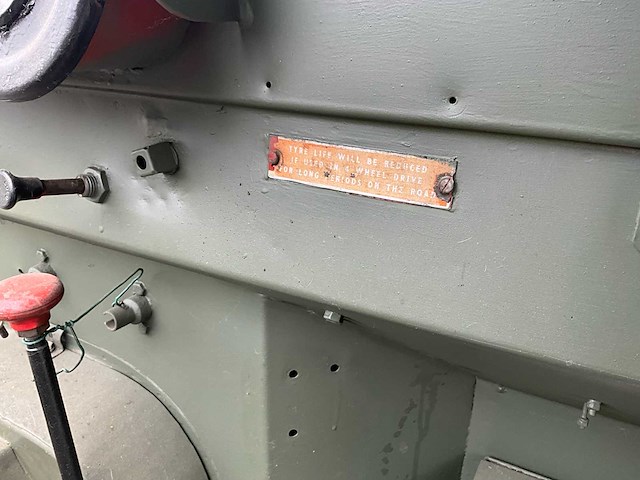 TYRE LIFE WILL BE REDUCED
IF USED IN 4 WHEEL DRIVE
FOR LONG PERIODS ON THE ROAD